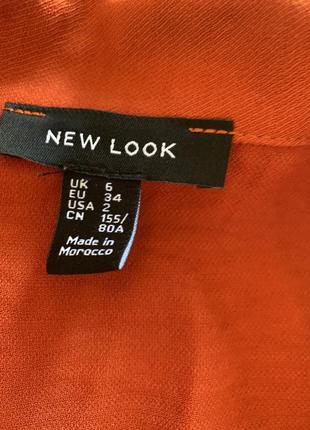 NEW LOOK
UK 6
EU 34
USA 2
CN 155/
80A
Made in
Morocco